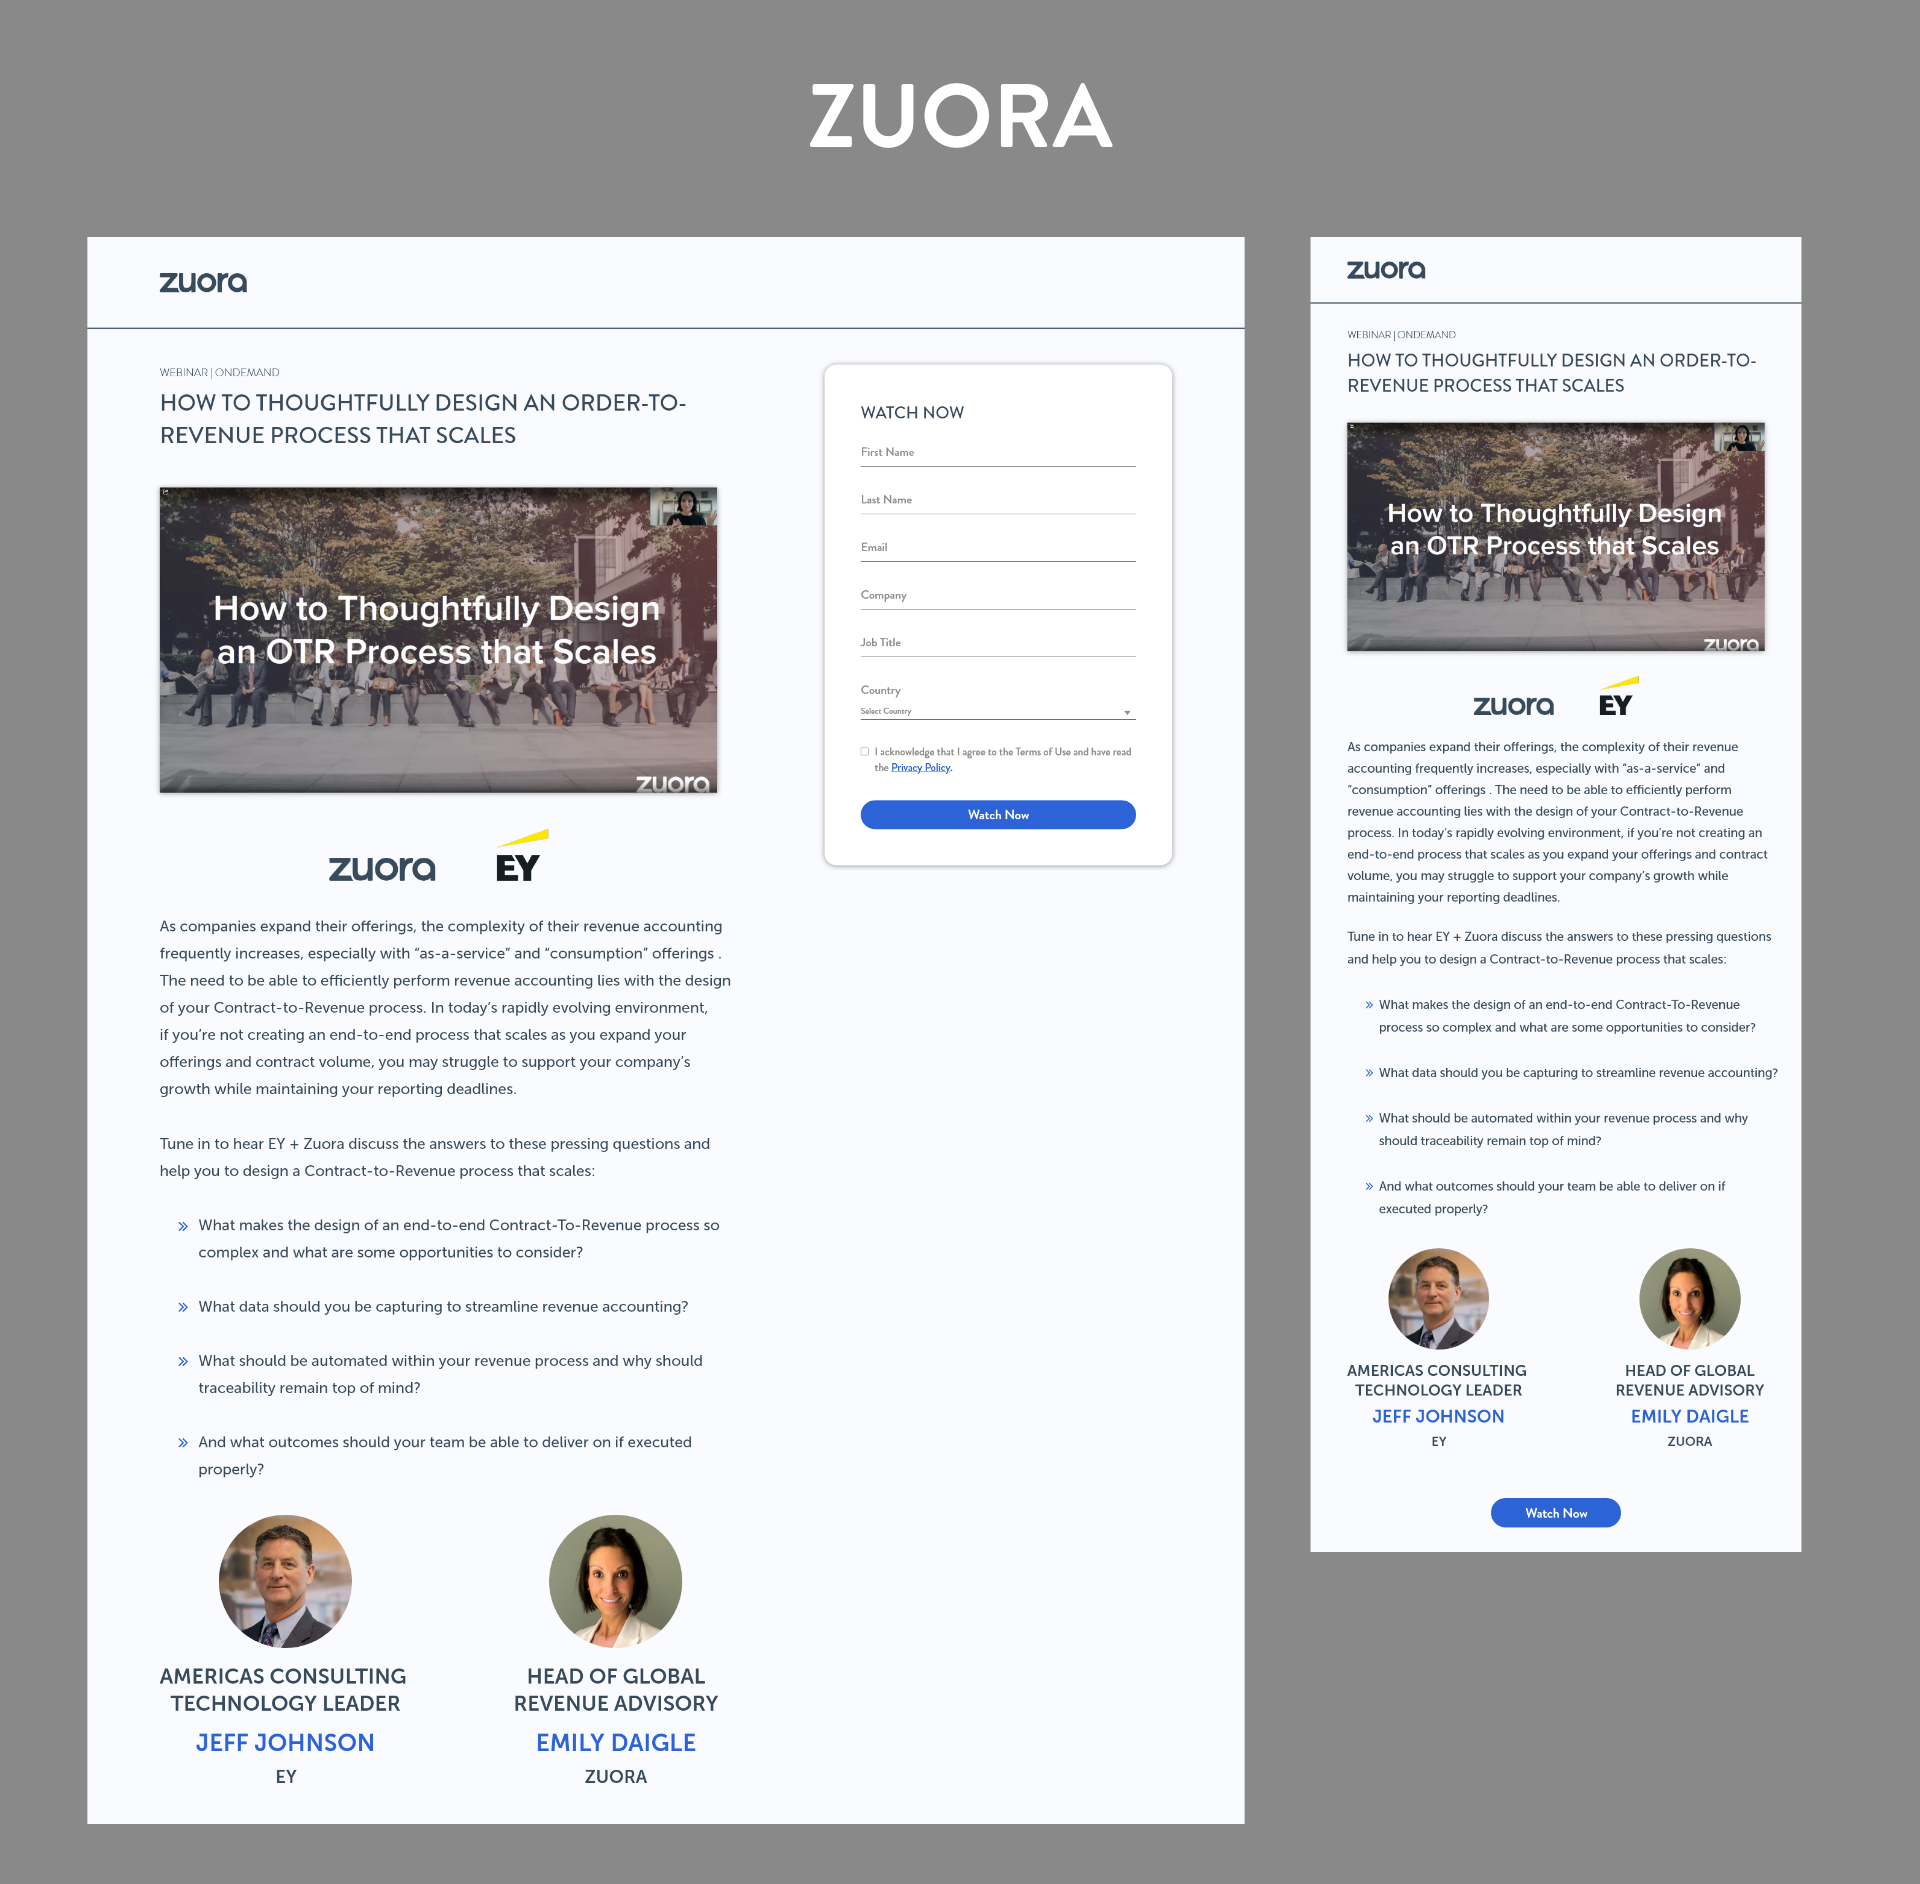 ZUORA
zuora
WEBINAR | ONDEMAND
HOW TO THOUGHTFULLY DESIGN AN ORDER-TO-
REVENUE PROCESS THAT SCALES
How to Thoughtfully Design
an OTR Process that Scales
zuora
zuora
EY
As companies expand their offerings, the complexity of their revenue accounting
frequently increases, especially with “as-a-service” and “consumption” offerings .
The need to be able to efficiently perform revenue accounting lies with the design
of your Contract-to-Revenue process. In today’s rapidly evolving environment,
if you’re not creating an end-to-end process that scales as you expand your
offerings and contract volume, you may struggle to support your company’s
growth while maintaining your reporting deadlines.
Tune in to hear EY + Zuora discuss the answers to these pressing questions and
help you to design a Contract-to-Revenue process that scales:
» What makes the design of an end-to-end Contract-To-Revenue process so
complex and what are some opportunities to consider?
» What data should you be capturing to streamline revenue accounting?
» What should be automated within your revenue process and why should
traceability remain top of mind?
» And what outcomes should your team be able to deliver on if executed
properly?
AMERICAS CONSULTING
TECHNOLOGY LEADER
JEFF JOHNSON
EY
HEAD OF GLOBAL
REVENUE ADVISORY
EMILY DAIGLE
ZUORA
WATCH NOW
First Name
Last Name
Email
Company
Job Title
Country
Select Country
I acknowledge that I agree to the Terms of Use and have read
the Privacy Policy.
Watch Now
zuora
WEBINAR | ONDEMAND
HOW TO THOUGHTFULLY DESIGN AN ORDER-TO-
REVENUE PROCESS THAT SCALES
How to Thoughtfully Design
an OTR Process that Scales
zuora
zuora
EY
As companies expand their offerings, the complexity of their revenue
accounting frequently increases, especially with “as-a-service” and
“consumption” offerings . The need to be able to efficiently perform
revenue accounting lies with the design of your Contract-to-Revenue
process. In today’s rapidly evolving environment, if you’re not creating an
end-to-end process that scales as you expand your offerings and contract
volume, you may struggle to support your company’s growth while
maintaining your reporting deadlines.
Tune in to hear EY + Zuora discuss the answers to these pressing questions
and help you to design a Contract-to-Revenue process that scales:
» What makes the design of an end-to-end Contract-To-Revenue
process so complex and what are some opportunities to consider?
» What data should you be capturing to streamline revenue accounting?
» What should be automated within your revenue process and why
should traceability remain top of mind?
» And what outcomes should your team be able to deliver on if
executed properly?
AMERICAS CONSULTING
TECHNOLOGY LEADER
JEFF JOHNSON
EY
HEAD OF GLOBAL
REVENUE ADVISORY
EMILY DAIGLE
ZUORA
Watch Now